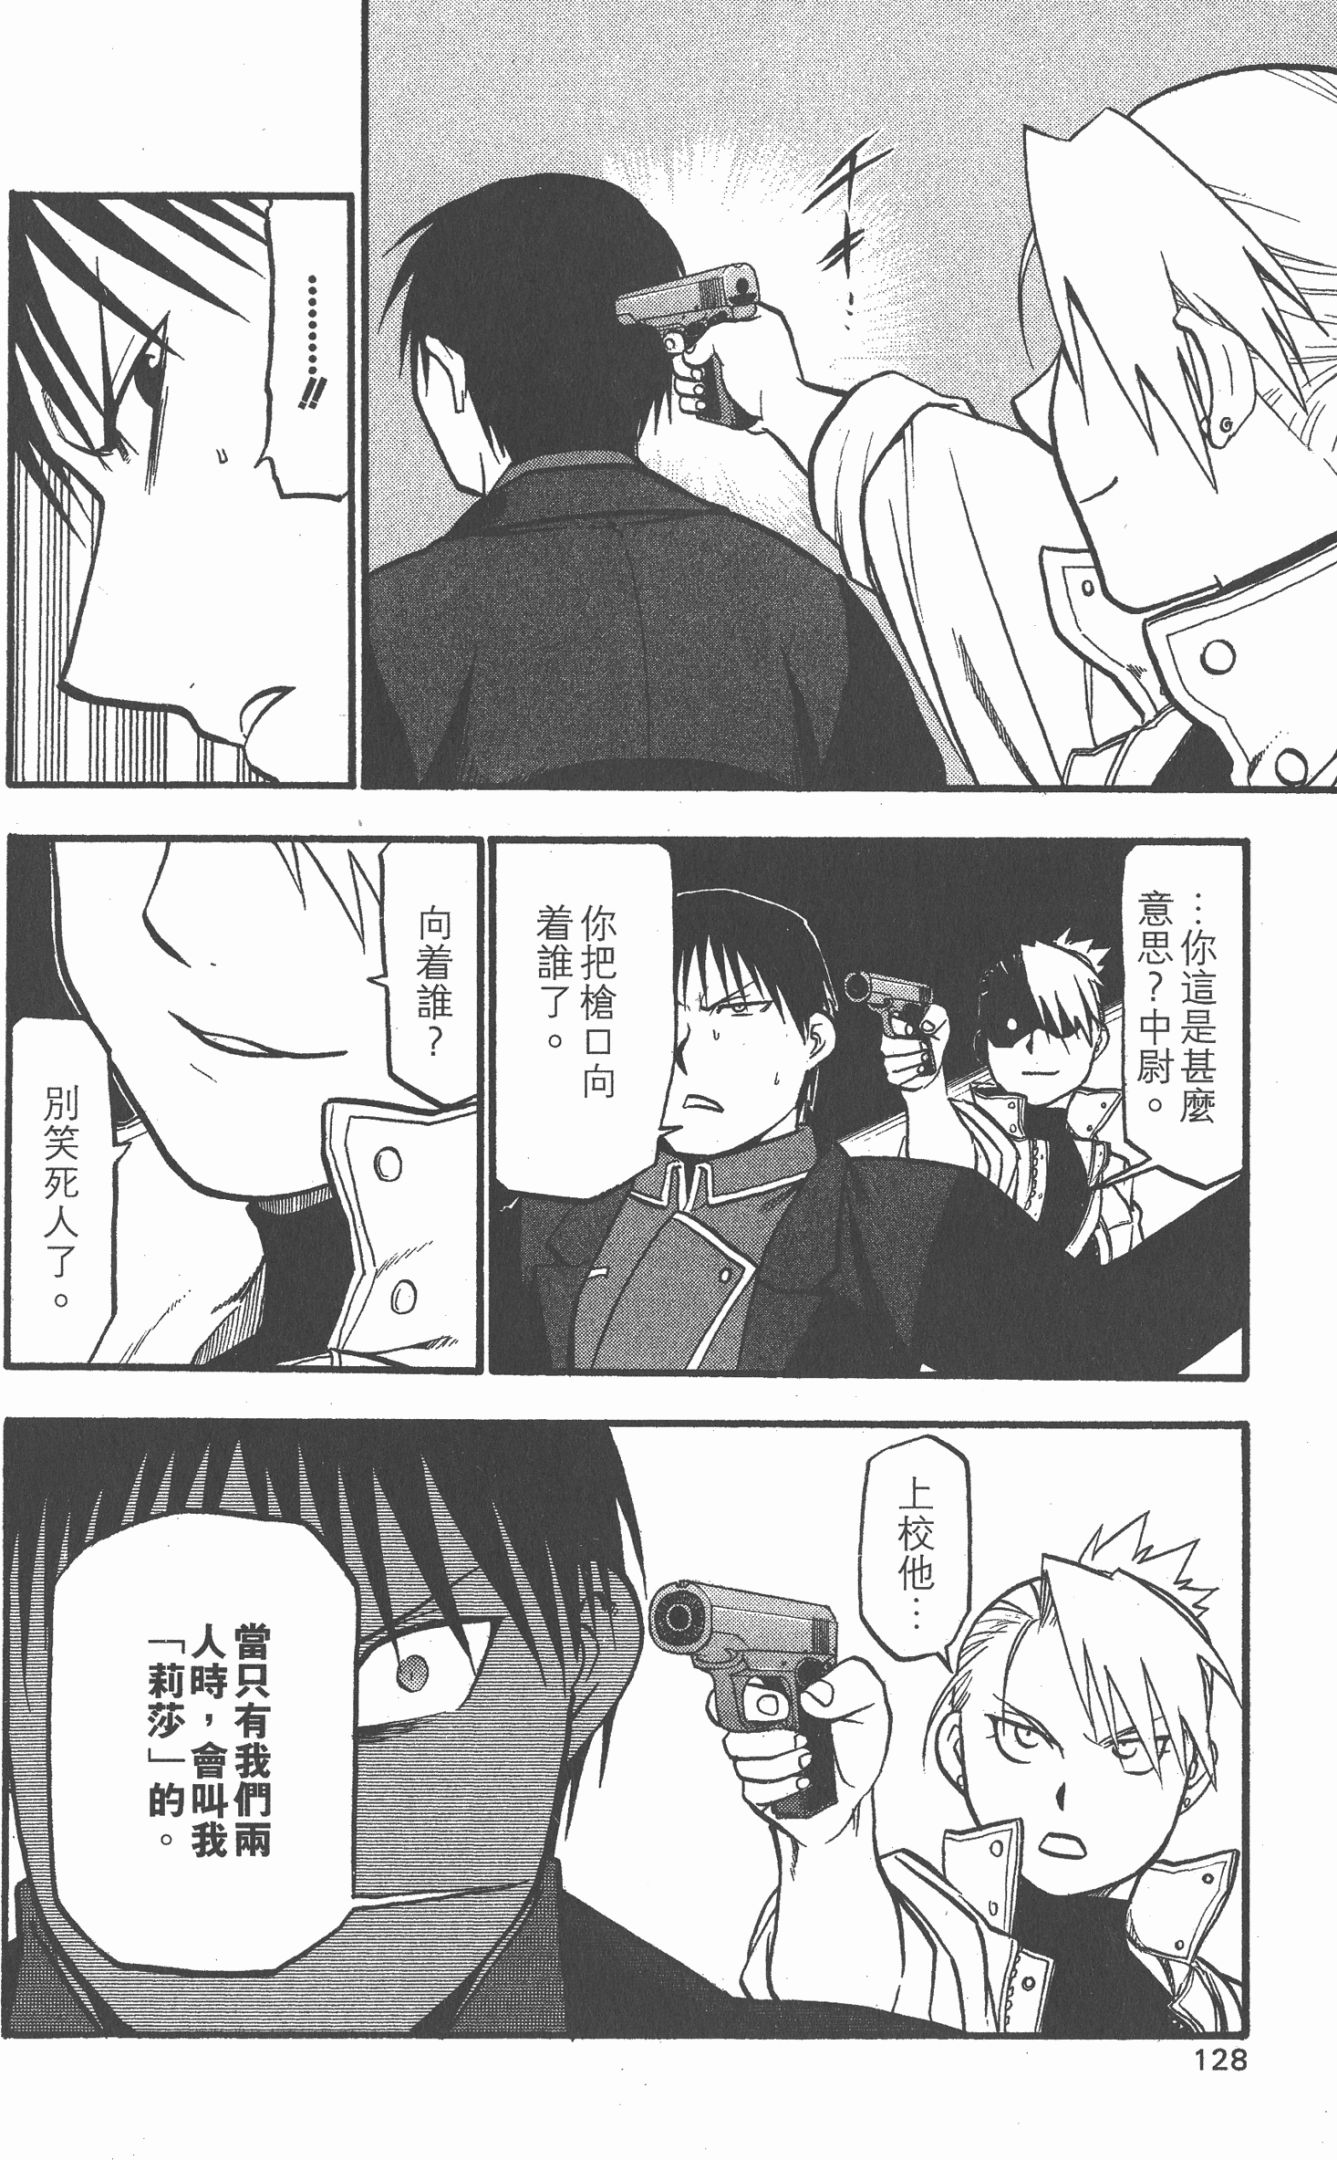 チャ…
………!!
…你這是甚麼
意思？中尉。
你把槍口向
着誰了。
向着誰？
別笑死人了。
上校他…
當只有我們兩
人時，會叫我
「莉莎」的。
128